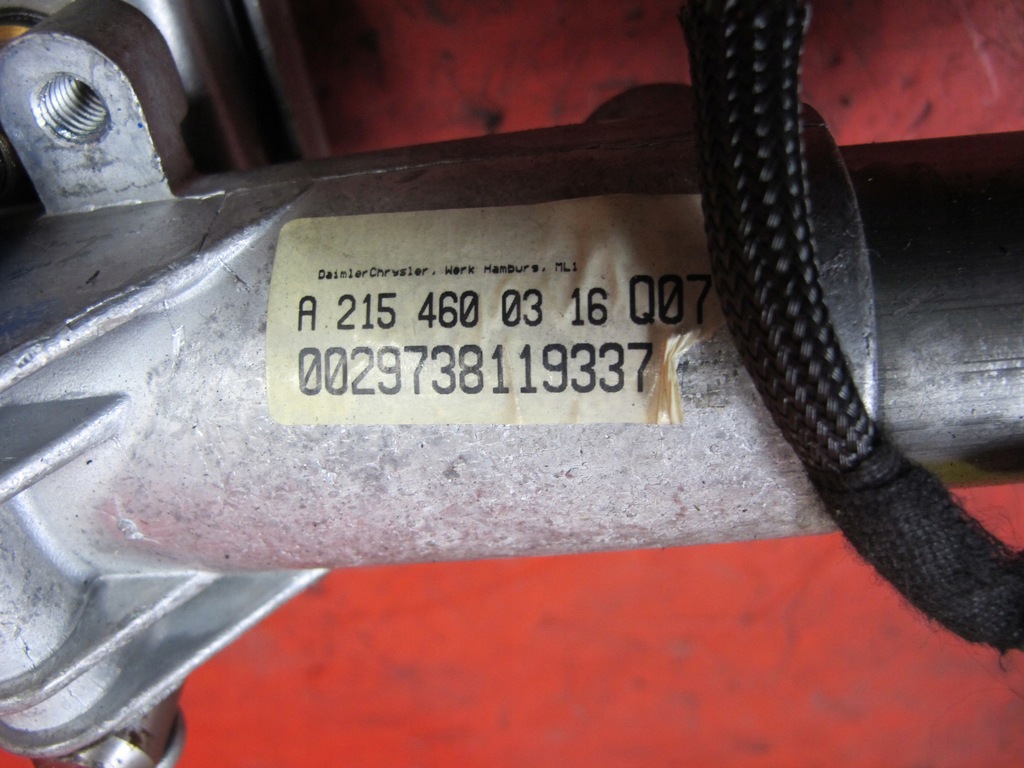 DaimlerChrysler, Werk Hamburg, ML1
A 215 460 03 16 Q07
0029738119337